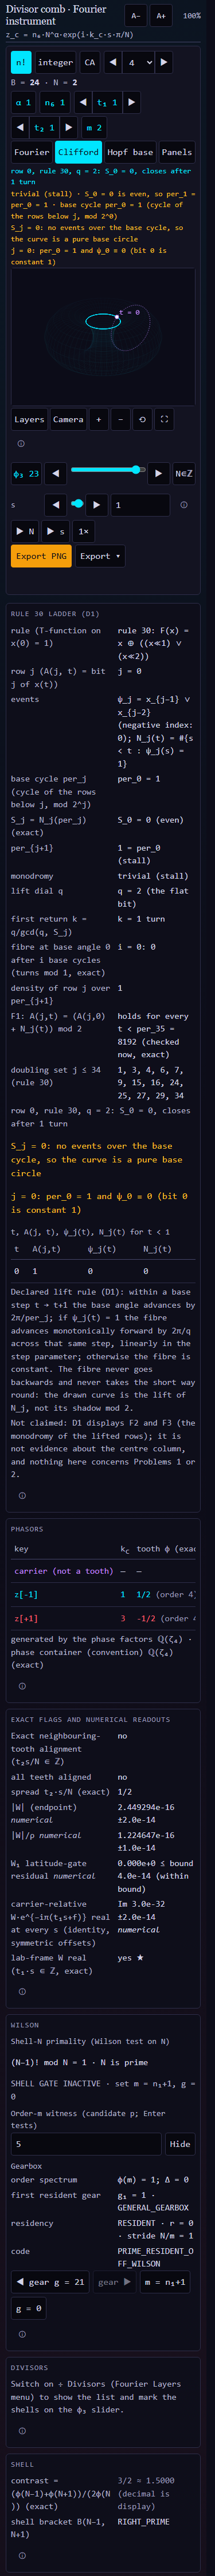 Divisor comb · Fourier
instrument
A− A+ 100%
z_c = n₆·N^α·exp(i·k_c·s·π/N)
n! integer CA ◀ 4 ▶
B = 24 · N = 2
α 1 n₆ 1 ◀ t₁ 1 ▶
◀ t₂ 1 ▶ m 2
Fourier Clifford Hopf base Panels
row 0, rule 30, q = 2: S_0 = 0, closes after
1 turn
trivial (stall) · S_0 = 0 is even, so per_1 =
per_0 = 1 · base cycle per_0 = 1 (cycle of
the rows below j, mod 2^0)
S_j = 0: no events over the base cycle, so
the curve is a pure base circle
j = 0: per_0 = 1 and ψ_0 ≡ 0 (bit 0 is
constant 1)
t = 0
Layers Camera + − ⟲ ⛶
ⓘ
ϕ₃ 23 ◀ ▶ N∈ℤ
s ◀ ▶ 1 ⓘ
▶ N ▶ s 1×
Export PNG Export ▾
RULE 30 LADDER (D1)
rule (T-function on x(0) = 1) rule 30: F(x) = x ⊕ ((x≪1) ∨ (x≪2))
row j (A(j, t) = bit j of x(t)) j = 0
events ψ_j = x_{j−1} ∨ x_{j−2} (negative index: 0); N_j(t) = #{s < t : ψ_j(s) = 1}
base cycle per_j (cycle of the rows below j, mod 2^j) per_0 = 1
S_j = N_j(per_j) (exact) S_0 = 0 (even)
per_{j+1} 1 = per_0 (stall)
monodromy trivial (stall)
lift dial q q = 2 (the flat bit)
first return k = q/gcd(q, S_j) k = 1 turn
fibre at base angle 0 after i base cycles (turns mod 1, exact) i = 0: 0
density of row j over per_{j+1} 1
F1: A(j,t) = (A(j,0) + N_j(t)) mod 2 holds for every t < per_35 = 8192 (checked now, exact)
doubling set j ≤ 34 (rule 30) 1, 3, 4, 6, 7, 9, 15, 16, 24, 25, 27, 29, 34
row 0, rule 30, q = 2: S_0 = 0, closes
after 1 turn
S_j = 0: no events over the base
cycle, so the curve is a pure base
circle
j = 0: per_0 = 1 and ψ_0 ≡ 0 (bit 0
is constant 1)
t, A(j, t), ψ_j(t), N_j(t) for t < 1
t A(j,t) ψ_j(t) N_j(t)
0 1 0 0
Declared lift rule (D1): within a base
step t → t+1 the base angle advances by
2π/per_j; if ψ_j(t) = 1 the fibre
advances monotonically forward by 2π/q
across that same step, linearly in the
step parameter; otherwise the fibre is
constant. The fibre never goes
backwards and never takes the short way
round: the drawn curve is the lift of
N_j, not its shadow mod 2.
Not claimed: D1 displays F2 and F3 (the
monodromy of the lifted rows); it is
not evidence about the centre column,
and nothing here concerns Problems 1 or
2.
ⓘ
PHASORS
key k_C tooth ϕ (exac
carrier (not a tooth) — —
z[−1] 1 1/2 (order 4
z[+1] 3 -1/2 (order 4
generated by the phase factors ℚ(ζ₄) ·
phase container (convention) ℚ(ζ₄)
(exact)
ⓘ
EXACT FLAGS AND NUMERICAL READOUTS
Exact neighbouring-tooth alignment (t₂s/N ∈ ℤ) no
all teeth aligned no
spread t₂·s/N (exact) 1/2
|W| (endpoint) numerical 2.449294e-16 ±2.0e-14
|W|/ρ numerical 1.224647e-16 ±1.0e-14
W₁ latitude-gate residual numerical 0.000e+0 ≤ bound 4.0e-14 (within bound)
carrier-relative W·e^{−iπ(t₁s+f)} real at every s (identity, symmetric offsets) Im 3.0e-32 ±2.0e-14 numerical
lab-frame W real (t₁·s ∈ ℤ, exact) yes ★
ⓘ
WILSON
Shell-N primality (Wilson test on N)
(N−1)! mod N = 1 · N is prime
SHELL GATE INACTIVE · set m = n₁+1, g =
0
Order-m witness (candidate p; Enter
tests)
5 Hide
Gearbox
order spectrum ϕ(m) = 1; Δ = 0
first resident gear g₁ = 1 · GENERAL_GEARBOX
residency RESIDENT · r = 0 · stride N/m = 1
code PRIME_RESIDENT_OFF_WILSON
◀ gear g = 21 gear ▶ m = n₁+1
g = 0
ⓘ
DIVISORS
Switch on ÷ Divisors (Fourier Layers
menu) to show the list and mark the
shells on the ϕ₃ slider.
ⓘ
SHELL
contrast = (ϕ(N−1)+ϕ(N+1))/(2ϕ(N)) (exact) 3/2 ≈ 1.5000 (decimal is display)
shell bracket B(N−1, N+1) RIGHT_PRIME
ⓘ